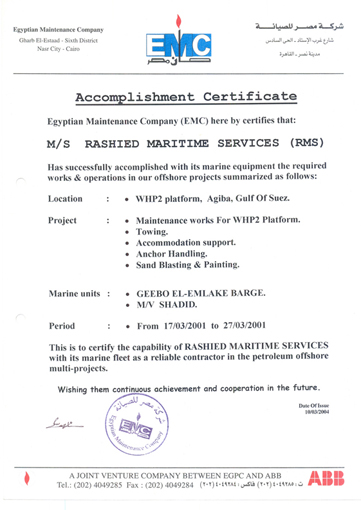 Egyptian Maintenance Company
Gharb El-Estaad - Sixth District
Nasr City - Cairo
EMC
صان مصر
شركة مصر للصيانة
شارع غرب الإستاد - الحى السادس
مدينة نصر - القاهرة
Accomplishment Certificate
Egyptian Maintenance Company (EMC) here by certifies that:
M/S RASHIED MARITIME SERVICES (RMS)
Has successfully accomplished with its marine equipment the required
works & operations in our offshore projects summarized as follows:
Location : • WHP2 platform, Agiba, Gulf Of Suez.
Project : • Maintenance works For WHP2 Platform.
• Towing.
• Accommodation support.
• Anchor Handling.
• Sand Blasting & Painting.
Marine units : • GEEBO EL-EMLAKE BARGE.
• M/V SHADID.
Period : • From 17/03/2001 to 27/03/2001
This is to certify the capability of RASHIED MARITIME SERVICES
with its marine fleet as a reliable contractor in the petroleum offshore
multi-projects.
Wishing them continuous achievement and cooperation in the future.
شركة مصر للصيانة
EMC
Egyptian Maintenance Company
Date Of Issue
10/03/2004
A JOINT VENTURE COMPANY BETWEEN EGPC AND ABB
Tel.: (202) 4049285 Fax : (202) 4049284 ت : ٤٠٤٩٢٨٥ (٢٠٢) فاكس : ٤٠٤٩٢٨٤ (٢٠٢)
ABB